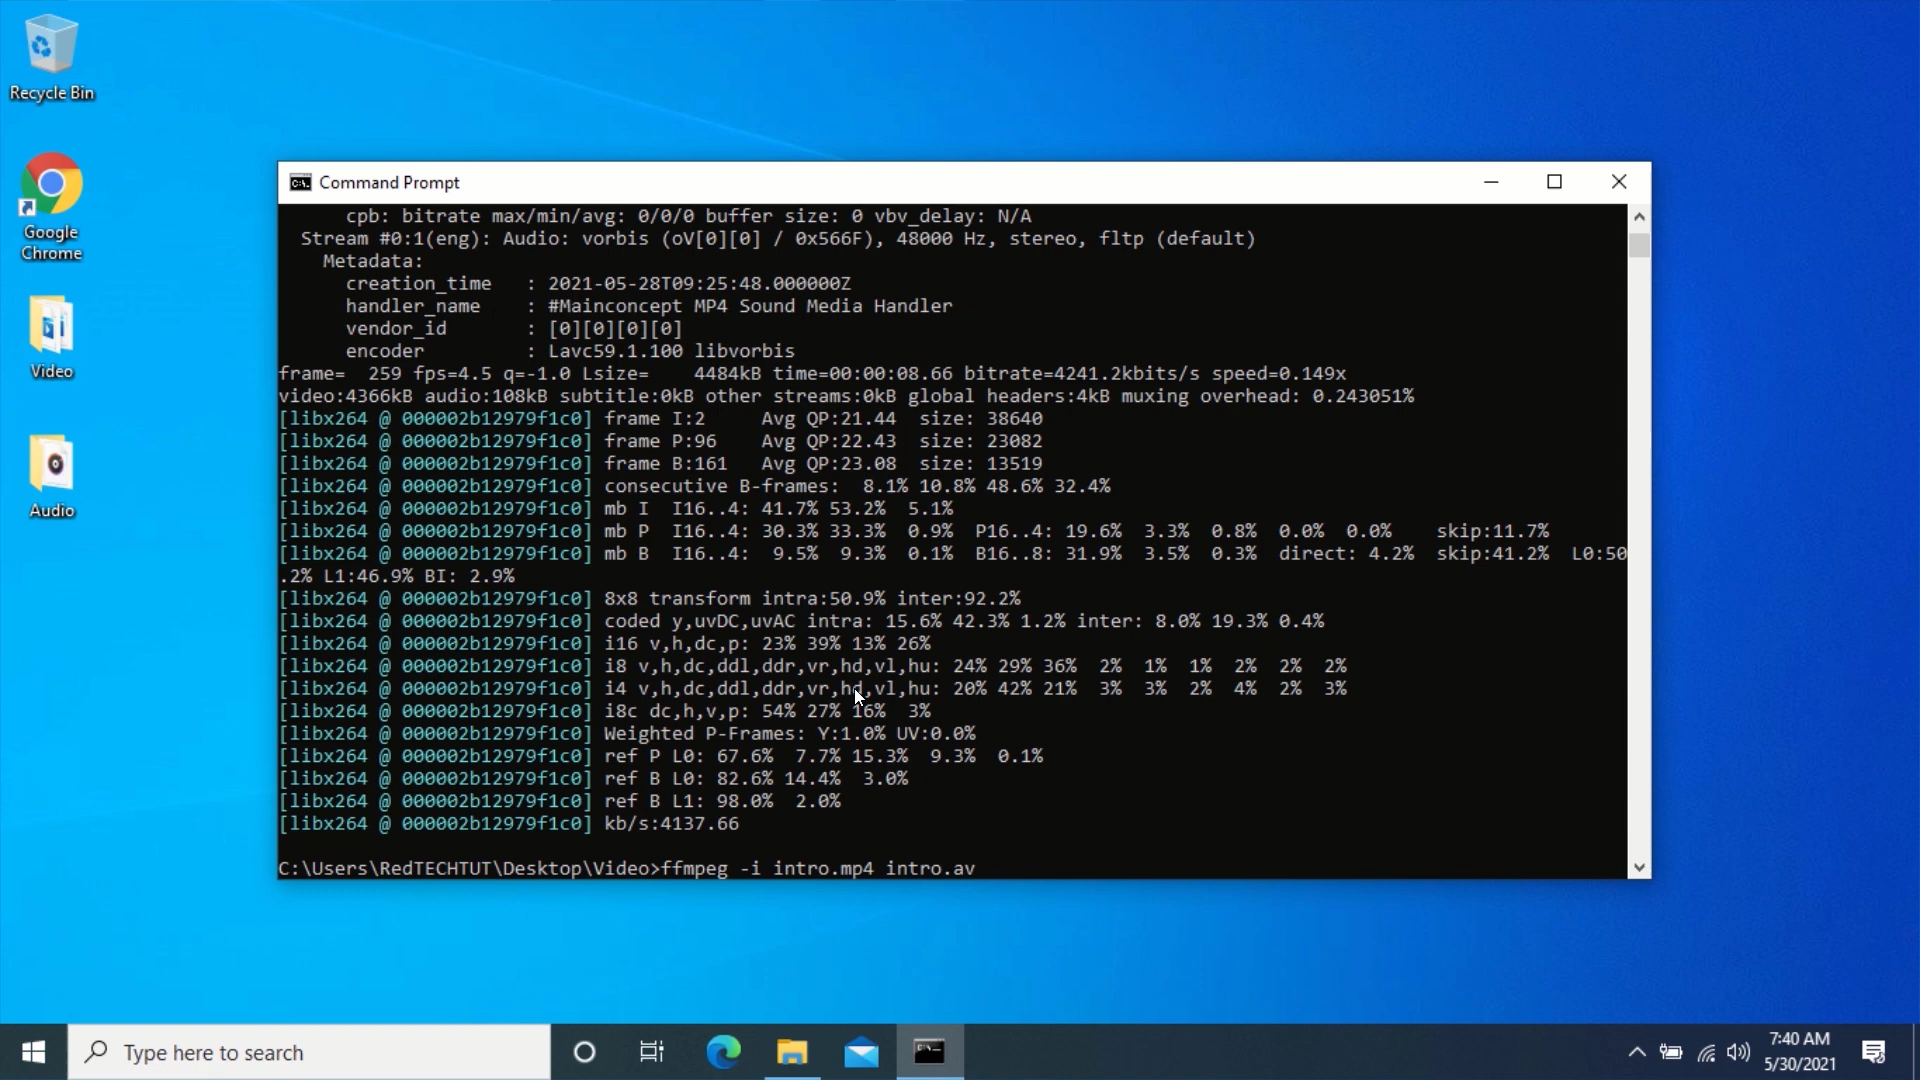 Recycle Bin
Google
Chrome
Video
Audio
Command Prompt
cpb: bitrate max/min/avg: 0/0/0 buffer size: 0 vbv_delay: N/A
Stream #0:1(eng): Audio: vorbis (oV[0][0] / 0x566F), 48000 Hz, stereo, fltp (default)
Metadata:
creation_time : 2021-05-28T09:25:48.000000Z
handler_name : #Mainconcept MP4 Sound Media Handler
vendor_id : [0][0][0][0]
encoder : Lavc59.1.100 libvorbis
frame= 259 fps=4.5 q=-1.0 Lsize= 4484kB time=00:00:08.66 bitrate=4241.2kbits/s speed=0.149x
video:4366kB audio:108kB subtitle:0kB other streams:0kB global headers:4kB muxing overhead: 0.243051%
[libx264 @ 000002b12979f1c0] frame I:2 Avg QP:21.44 size: 38640
[libx264 @ 000002b12979f1c0] frame P:96 Avg QP:22.43 size: 23082
[libx264 @ 000002b12979f1c0] frame B:161 Avg QP:23.08 size: 13519
[libx264 @ 000002b12979f1c0] consecutive B-frames: 8.1% 10.8% 48.6% 32.4%
[libx264 @ 000002b12979f1c0] mb I I16..4: 41.7% 53.2% 5.1%
[libx264 @ 000002b12979f1c0] mb P I16..4: 30.3% 33.3% 0.9% P16..4: 19.6% 3.3% 0.8% 0.0% 0.0% skip:11.7%
[libx264 @ 000002b12979f1c0] mb B I16..4: 9.5% 9.3% 0.1% B16..8: 31.9% 3.5% 0.3% direct: 4.2% skip:41.2% L0:50
.2% L1:46.9% BI: 2.9%
[libx264 @ 000002b12979f1c0] 8x8 transform intra:50.9% inter:92.2%
[libx264 @ 000002b12979f1c0] coded y,uvDC,uvAC intra: 15.6% 42.3% 1.2% inter: 8.0% 19.3% 0.4%
[libx264 @ 000002b12979f1c0] i16 v,h,dc,p: 23% 39% 13% 26%
[libx264 @ 000002b12979f1c0] i8 v,h,dc,ddl,ddr,vr,hd,vl,hu: 24% 29% 36% 2% 1% 1% 2% 2% 2%
[libx264 @ 000002b12979f1c0] i4 v,h,dc,ddl,ddr,vr,hd,vl,hu: 20% 42% 21% 3% 3% 2% 4% 2% 3%
[libx264 @ 000002b12979f1c0] i8c dc,h,v,p: 54% 27% 16% 3%
[libx264 @ 000002b12979f1c0] Weighted P-Frames: Y:1.0% UV:0.0%
[libx264 @ 000002b12979f1c0] ref P L0: 67.6% 7.7% 15.3% 9.3% 0.1%
[libx264 @ 000002b12979f1c0] ref B L0: 82.6% 14.4% 3.0%
[libx264 @ 000002b12979f1c0] ref B L1: 98.0% 2.0%
[libx264 @ 000002b12979f1c0] kb/s:4137.66
C:\Users\RedTECHTUT\Desktop\Video>ffmpeg -i intro.mp4 intro.av
Type here to search
7:40 AM
5/30/2021